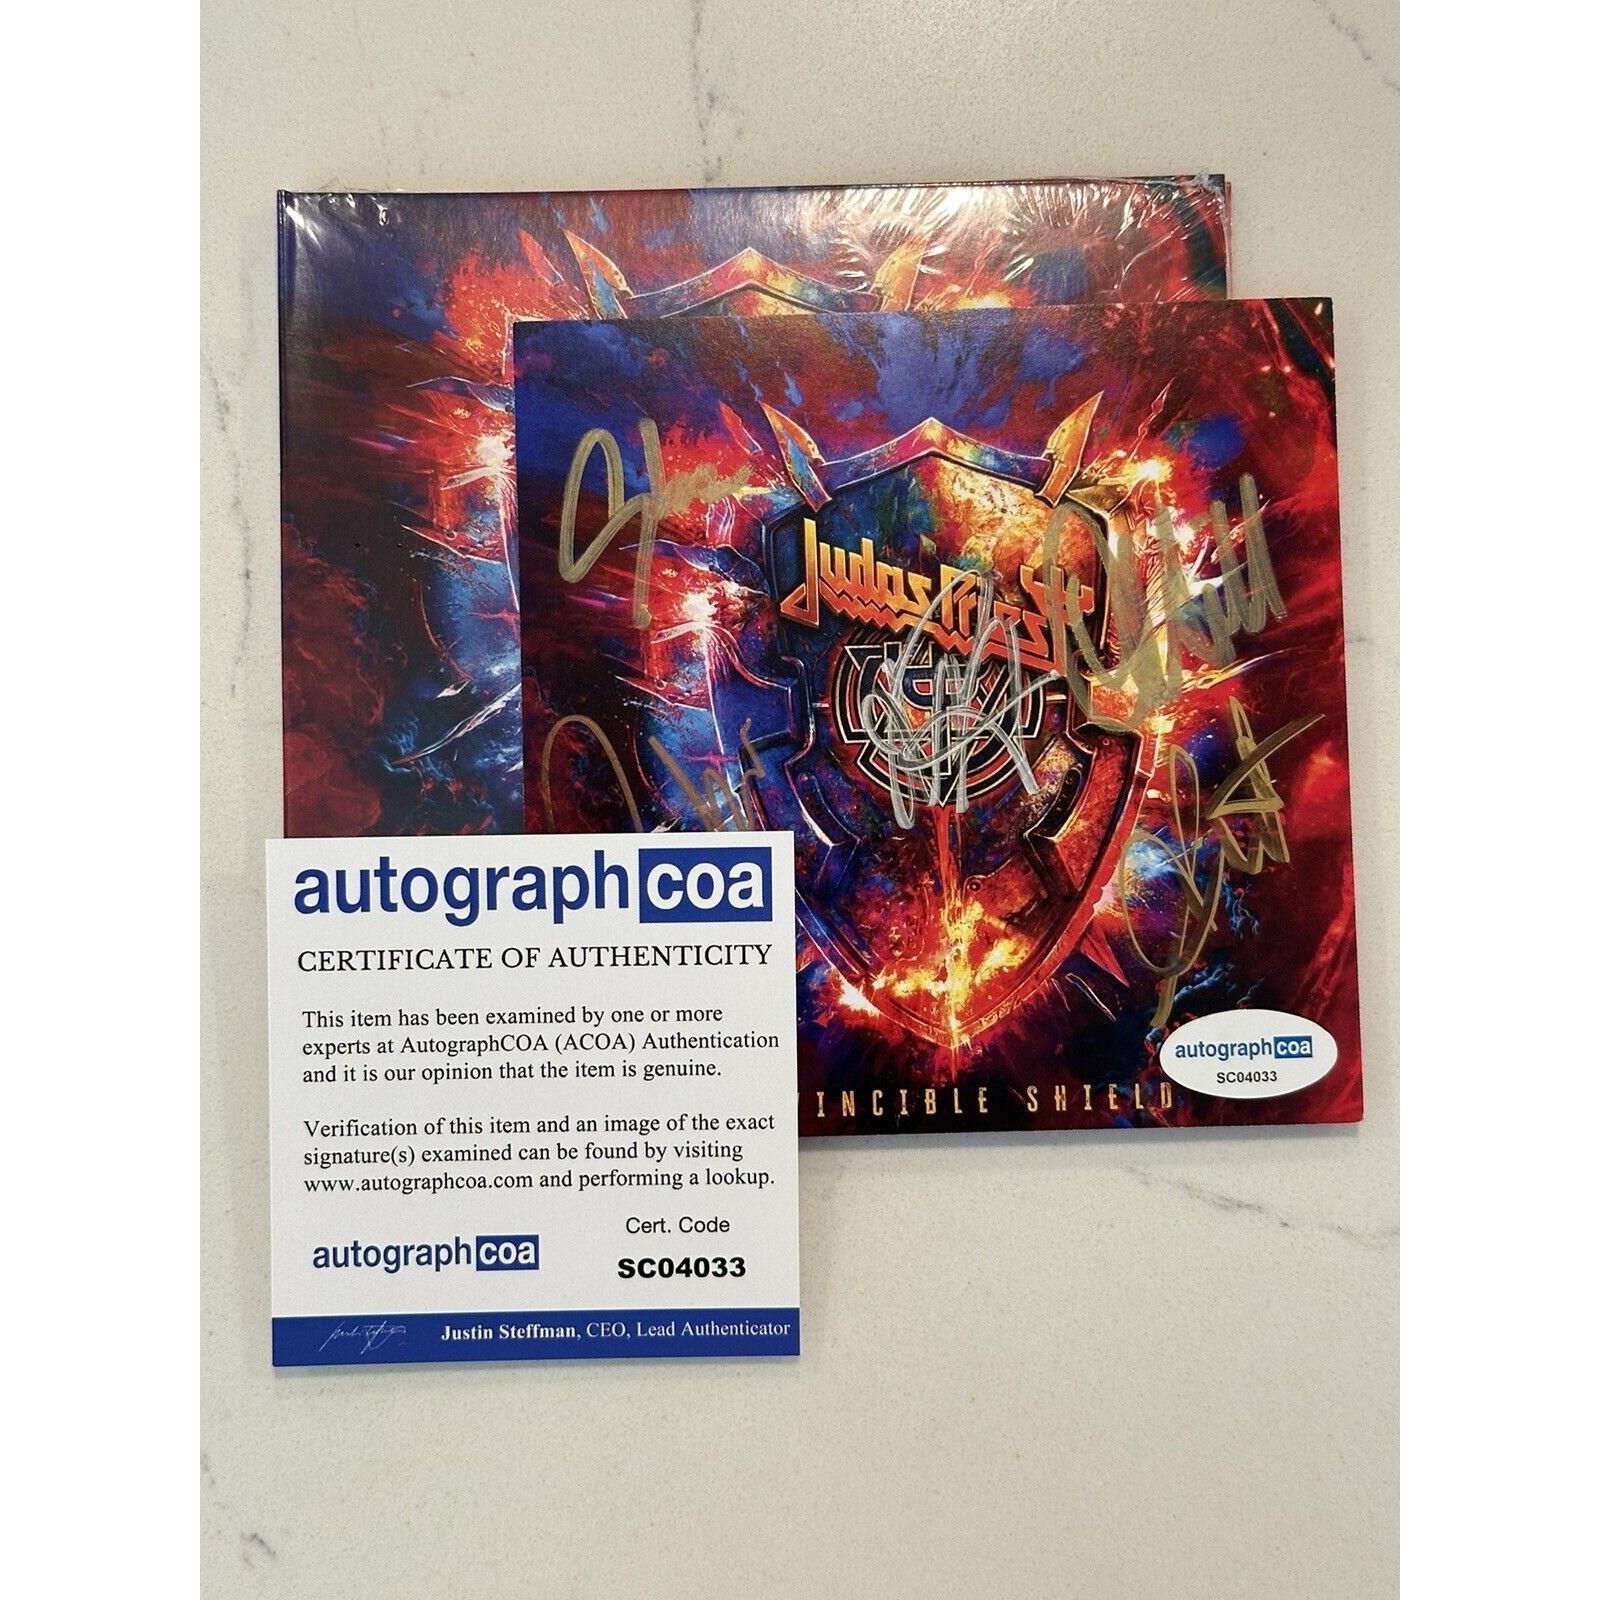 Judas Priest
VINCIBLE SHIELD
autographcoa
SC04033
autographcoa
CERTIFICATE OF AUTHENTICITY
This item has been examined by one or more
experts at AutographCOA (ACOA) Authentication
and it is our opinion that the item is genuine.
Verification of this item and an image of the exact
signature(s) examined can be found by visiting
www.autographcoa.com and performing a lookup.
Cert. Code
autographcoa
SC04033
Justin Steffman, CEO, Lead Authenticator